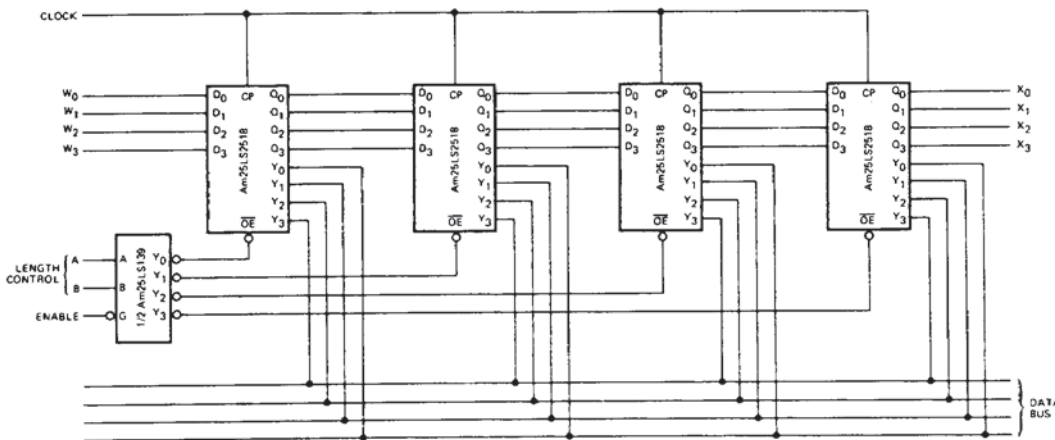 CLOCK
W0
W1
W2
W3
D0 CP Q0
D1 Q1
D2 Q2
D3 Q3
Y0
Y1
Y2
Y3
OE
Am25LS2518
D0 CP Q0
D1 Q1
D2 Q2
D3 Q3
Y0
Y1
Y2
Y3
OE
Am25LS2518
D0 CP Q0
D1 Q1
D2 Q2
D3 Q3
Y0
Y1
Y2
Y3
OE
Am25LS2518
D0 CP Q0
D1 Q1
D2 Q2
D3 Q3
Y0
Y1
Y2
Y3
OE
Am25LS2518
X0
X1
X2
X3
LENGTH
CONTROL
A
B
ENABLE
A Y0
Y1
B Y2
G Y3
1/2 Am25LS139
DATA
BUS